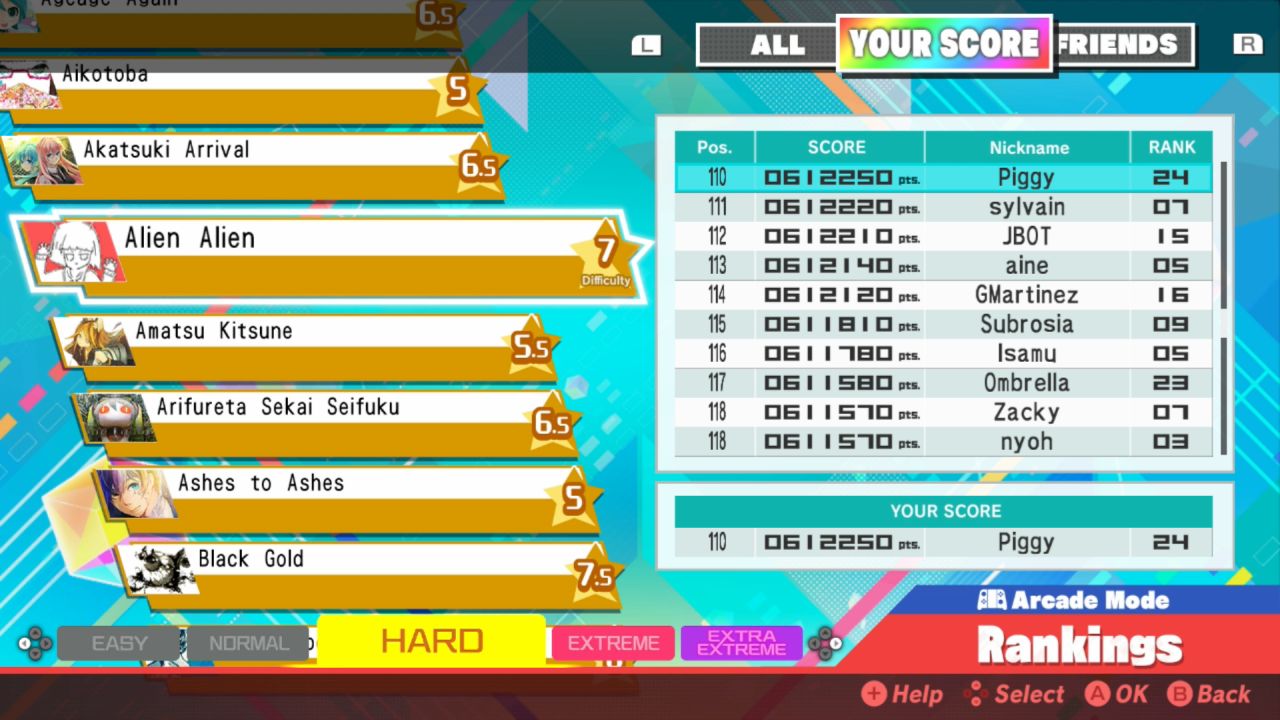 Ageage Again
6.5
L
ALL
YOUR SCORE
FRIENDS
R
Aikotoba
5
Akatsuki Arrival
6.5
Alien Alien
7
Difficulty
Amatsu Kitsune
5.5
Arifureta Sekai Seifuku
6.5
Ashes to Ashes
5
Black Gold
7.5
Pos. SCORE Nickname RANK
110 0612250 pts. Piggy 24
111 0612220 pts. sylvain 07
112 0612210 pts. JBOT 15
113 0612140 pts. aine 05
114 0612120 pts. GMartinez 16
115 0611810 pts. Subrosia 09
116 0611780 pts. Isamu 05
117 0611580 pts. Ombrella 23
118 0611570 pts. Zacky 07
118 0611570 pts. nyoh 03
YOUR SCORE
110 0612250 pts. Piggy 24
Arcade Mode
Rankings
EASY
NORMAL
HARD
EXTREME
EXTRA
EXTREME
+ Help
Select
A OK
B Back